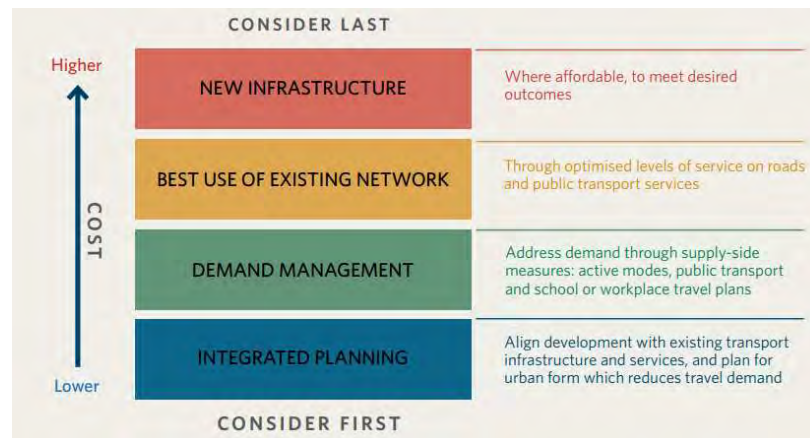 CONSIDER LAST
Higher
NEW INFRASTRUCTURE
Where affordable, to meet desired
outcomes
BEST USE OF EXISTING NETWORK
Through optimised levels of service on roads
and public transport services
COST
DEMAND MANAGEMENT
Address demand through supply-side
measures: active modes, public transport
and school or workplace travel plans
INTEGRATED PLANNING
Align development with existing transport
infrastructure and services, and plan for
urban form which reduces travel demand
Lower
CONSIDER FIRST